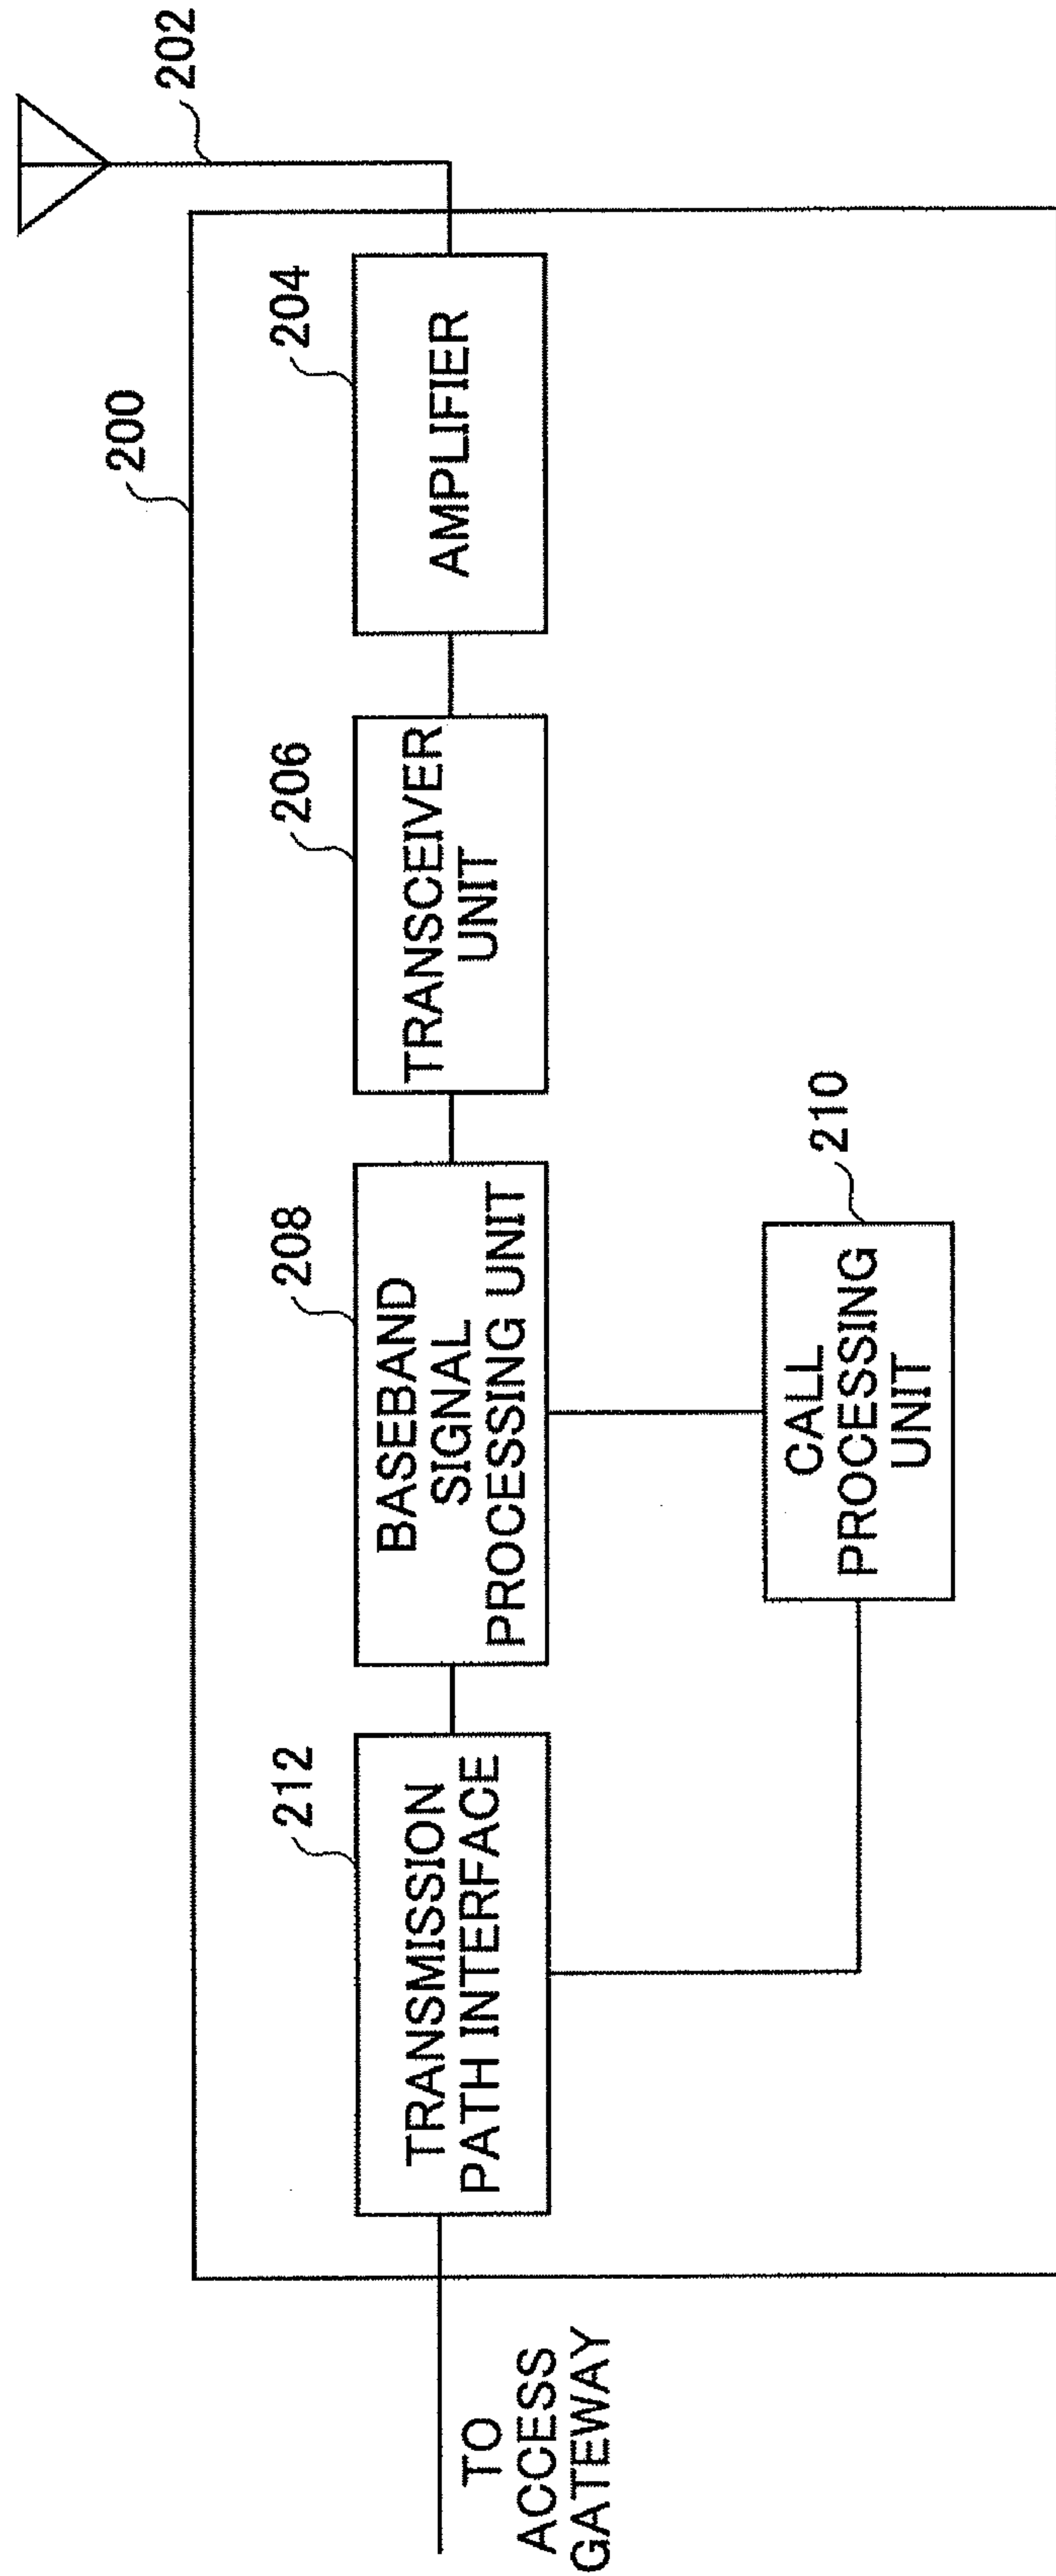 200
202
212
208
206
204
TRANSMISSION
PATH INTERFACE
BASEBAND
SIGNAL
PROCESSING UNIT
TRANSCEIVER
UNIT
AMPLIFIER
TO
ACCESS
GATEWAY
CALL
PROCESSING
UNIT
210